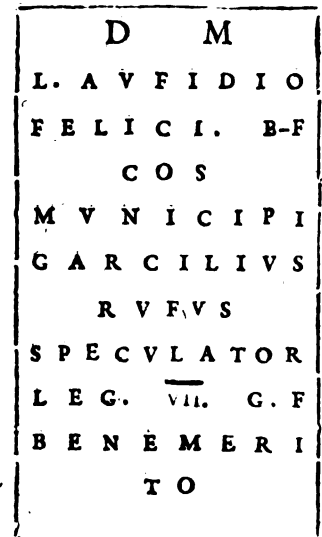 D M
L. AVFIDIO
FELICI. B-F
COS
MVNICIPI
GARCILIVS
RVFVS
SPECVLATOR
LEG. VII. G. F
BENEMERI
TO